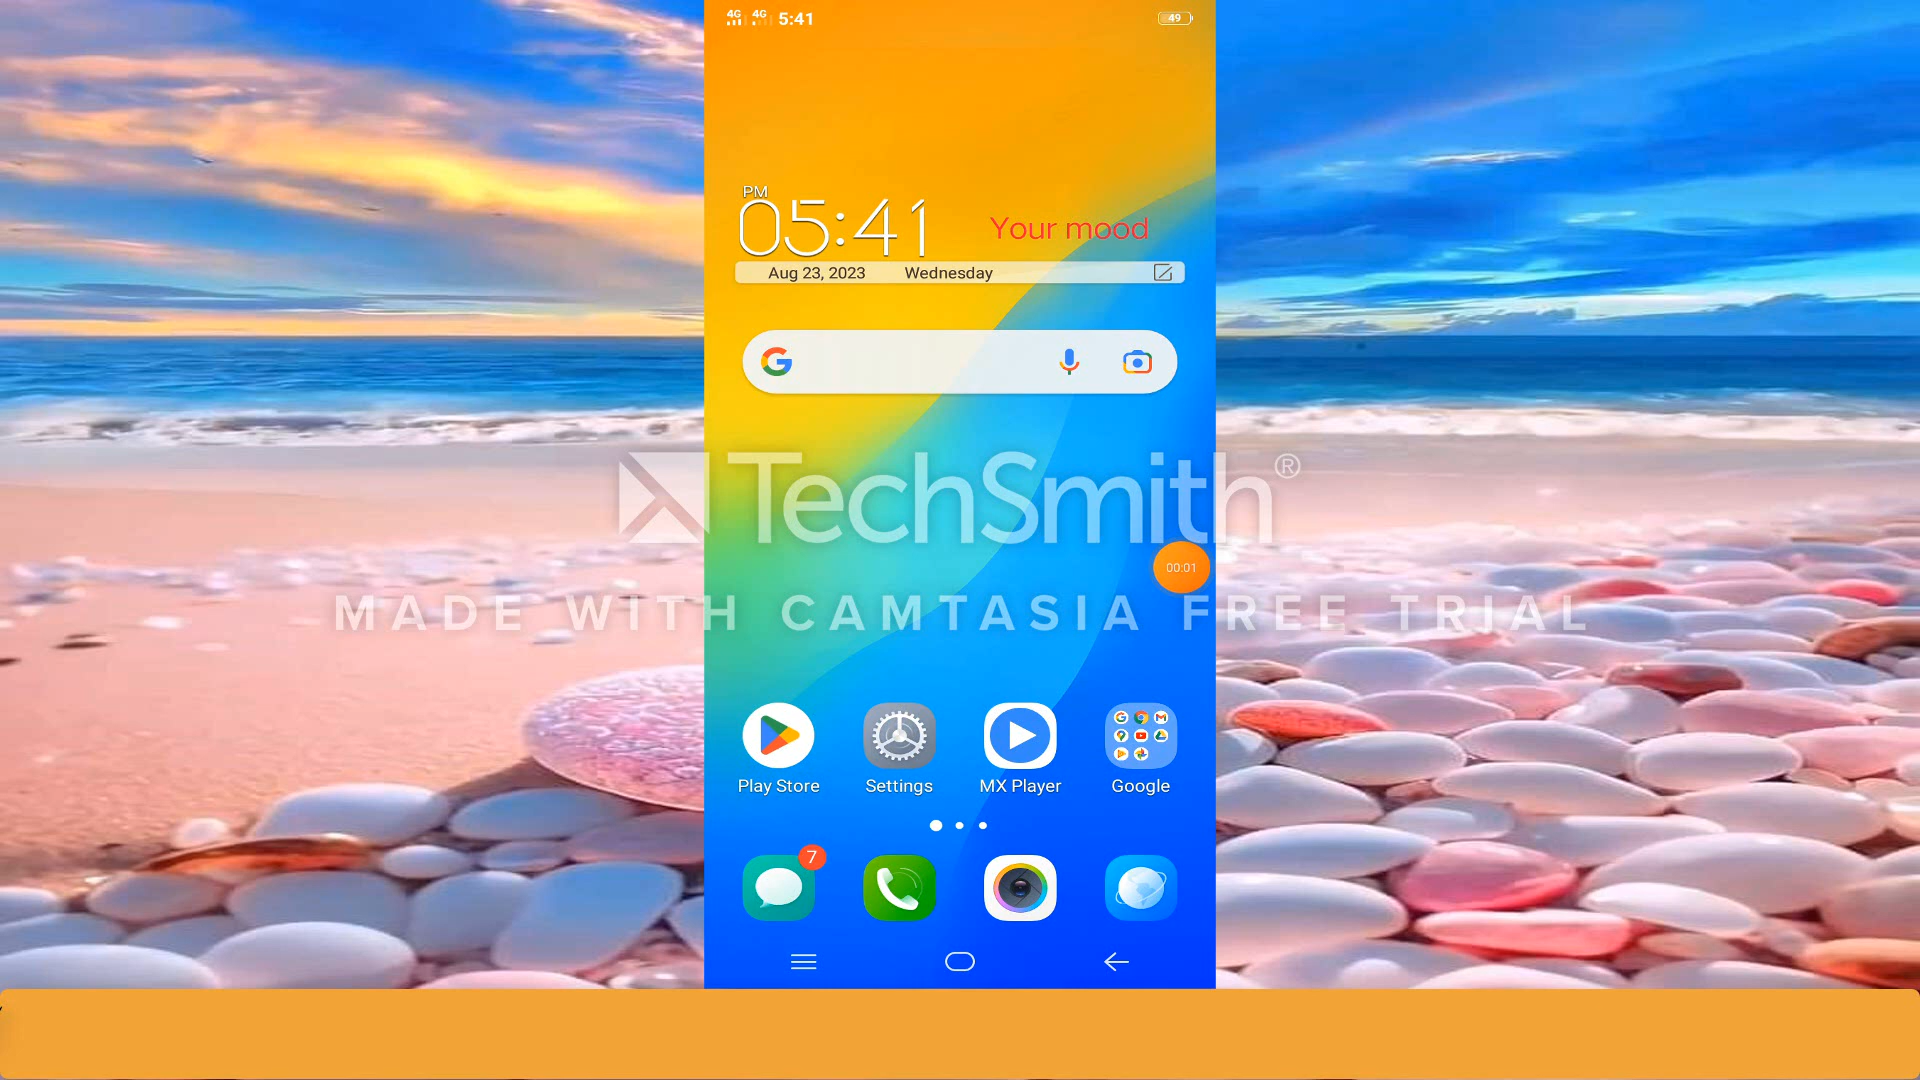 4G 4G 5:41
49
PM
05:41
Your mood
Aug 23, 2023 Wednesday
TechSmith®
00:01
MADE WITH CAMTASIA FREE TRIAL
Play Store Settings MX Player Google
7